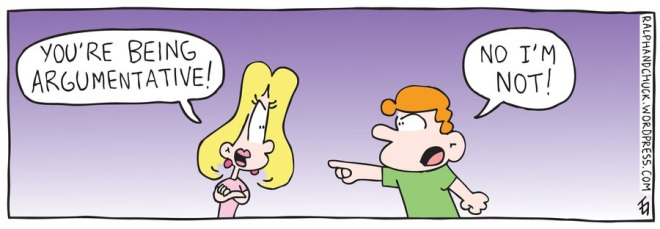 YOU'RE BEING
ARGUMENTATIVE!
NO I'M
NOT!
RALPHANDCHUCK.WORDPRESS.COM